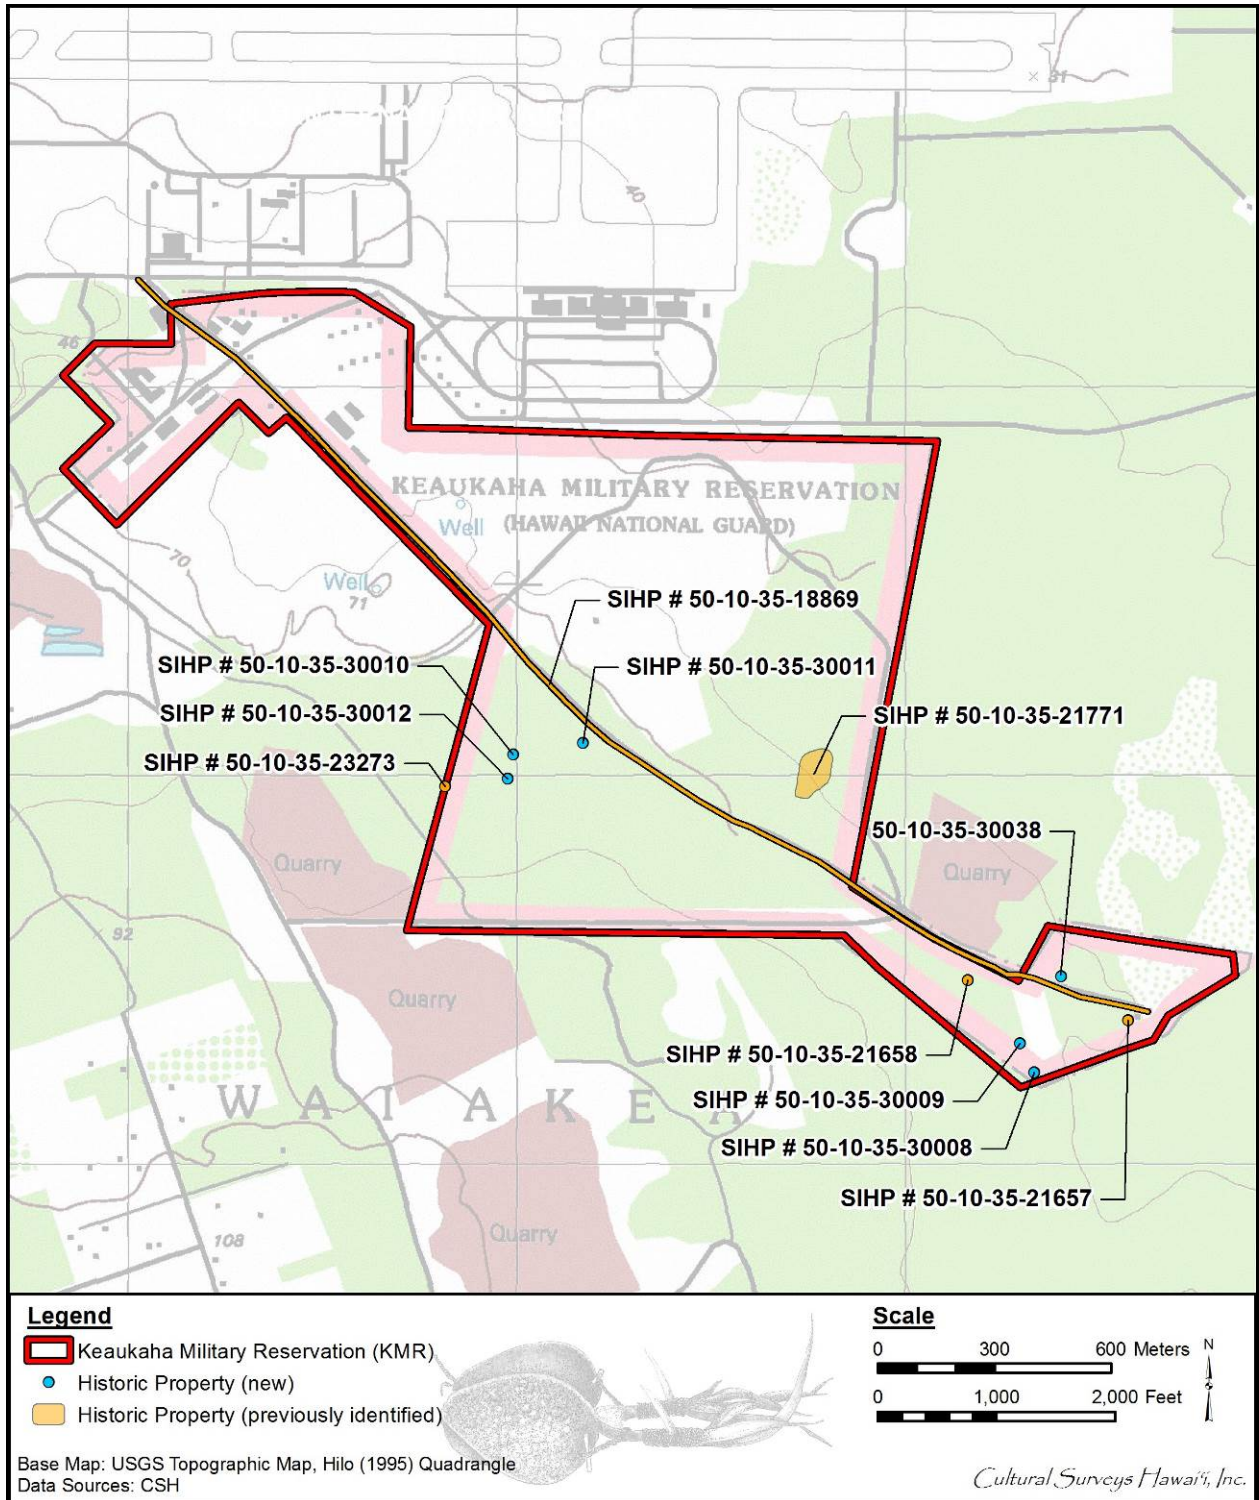 31
40
46
KEAUKAHA MILITARY RESERVATION
(HAWAII NATIONAL GUARD)
Well
70
Well
71
SIHP # 50-10-35-18869
SIHP # 50-10-35-30010
SIHP # 50-10-35-30011
SIHP # 50-10-35-30012
SIHP # 50-10-35-21771
SIHP # 50-10-35-23273
50-10-35-30038
Quarry
Quarry
92
Quarry
SIHP # 50-10-35-21658
WAIAKEA
SIHP # 50-10-35-30009
SIHP # 50-10-35-30008
SIHP # 50-10-35-21657
Quarry
108
Legend
Keaukaha Military Reservation (KMR)
Historic Property (new)
Historic Property (previously identified)
Base Map: USGS Topographic Map, Hilo (1995) Quadrangle
Data Sources: CSH
Scale
0 300 600 Meters
0 1,000 2,000 Feet
N
Cultural Surveys Hawai‘i, Inc.